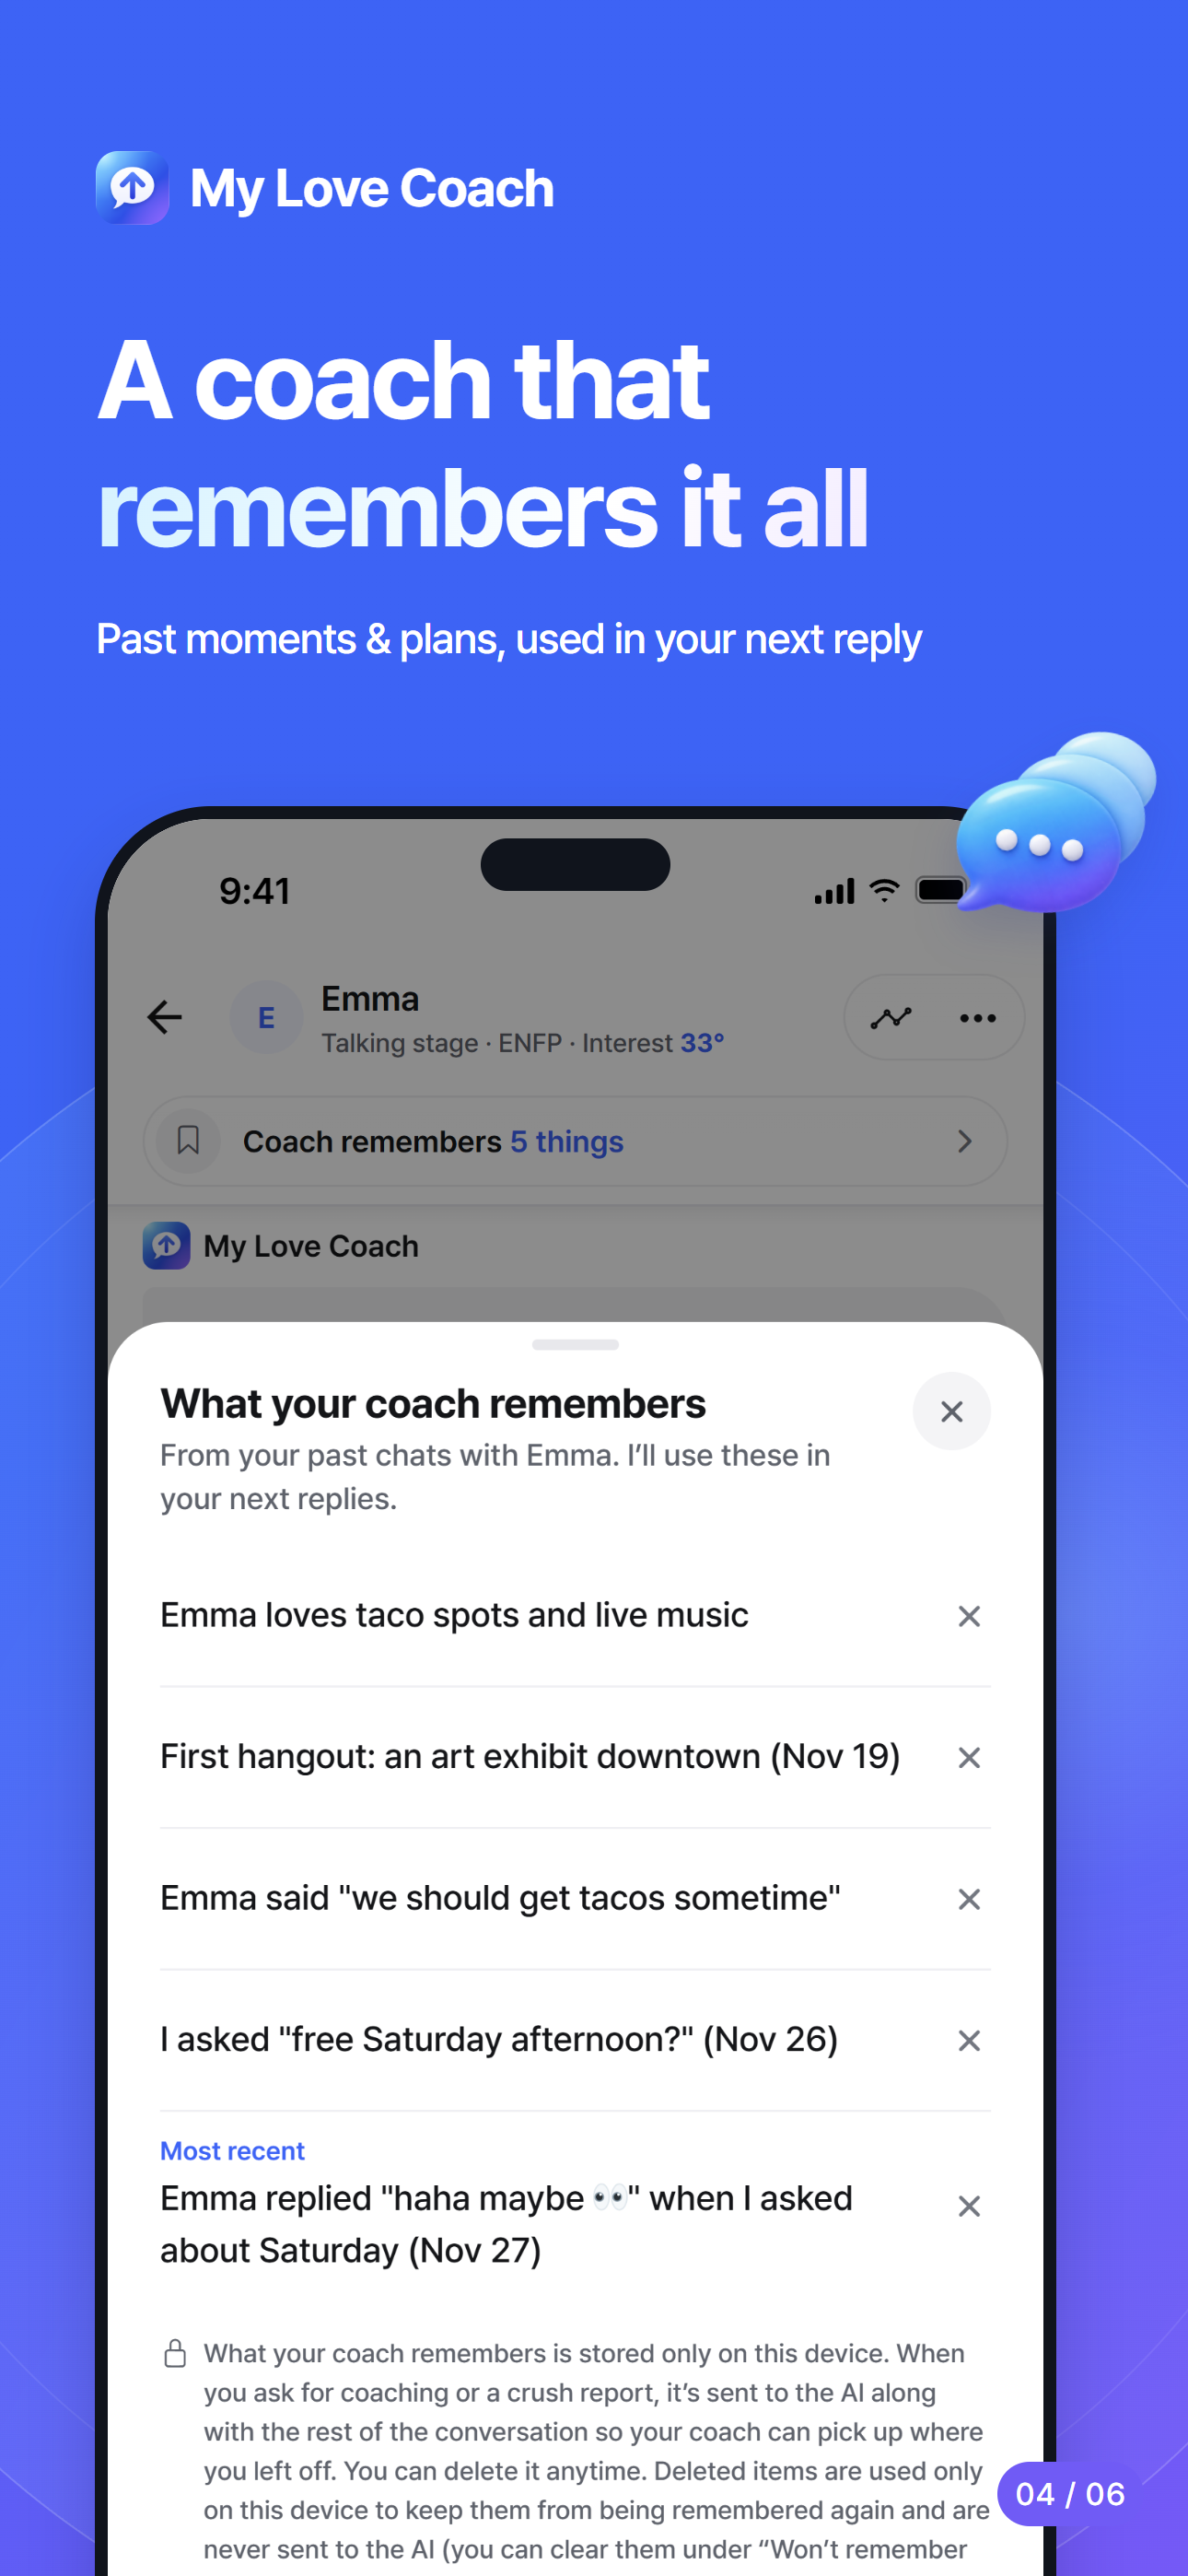 My Love Coach
A coach that
remembers it all
Past moments & plans, used in your next reply
9:41
E
Emma
Talking stage · ENFP · Interest 33°
Coach remembers 5 things
My Love Coach
What your coach remembers
From your past chats with Emma. I’ll use these in
your next replies.
Emma loves taco spots and live music
First hangout: an art exhibit downtown (Nov 19)
Emma said "we should get tacos sometime"
I asked "free Saturday afternoon?" (Nov 26)
Most recent
Emma replied "haha maybe 👀" when I asked
about Saturday (Nov 27)
What your coach remembers is stored only on this device. When
you ask for coaching or a crush report, it’s sent to the AI along
with the rest of the conversation so your coach can pick up where
you left off. You can delete it anytime. Deleted items are used only
on this device to keep them from being remembered again and are
never sent to the AI (you can clear them under “Won’t remember
04 / 06